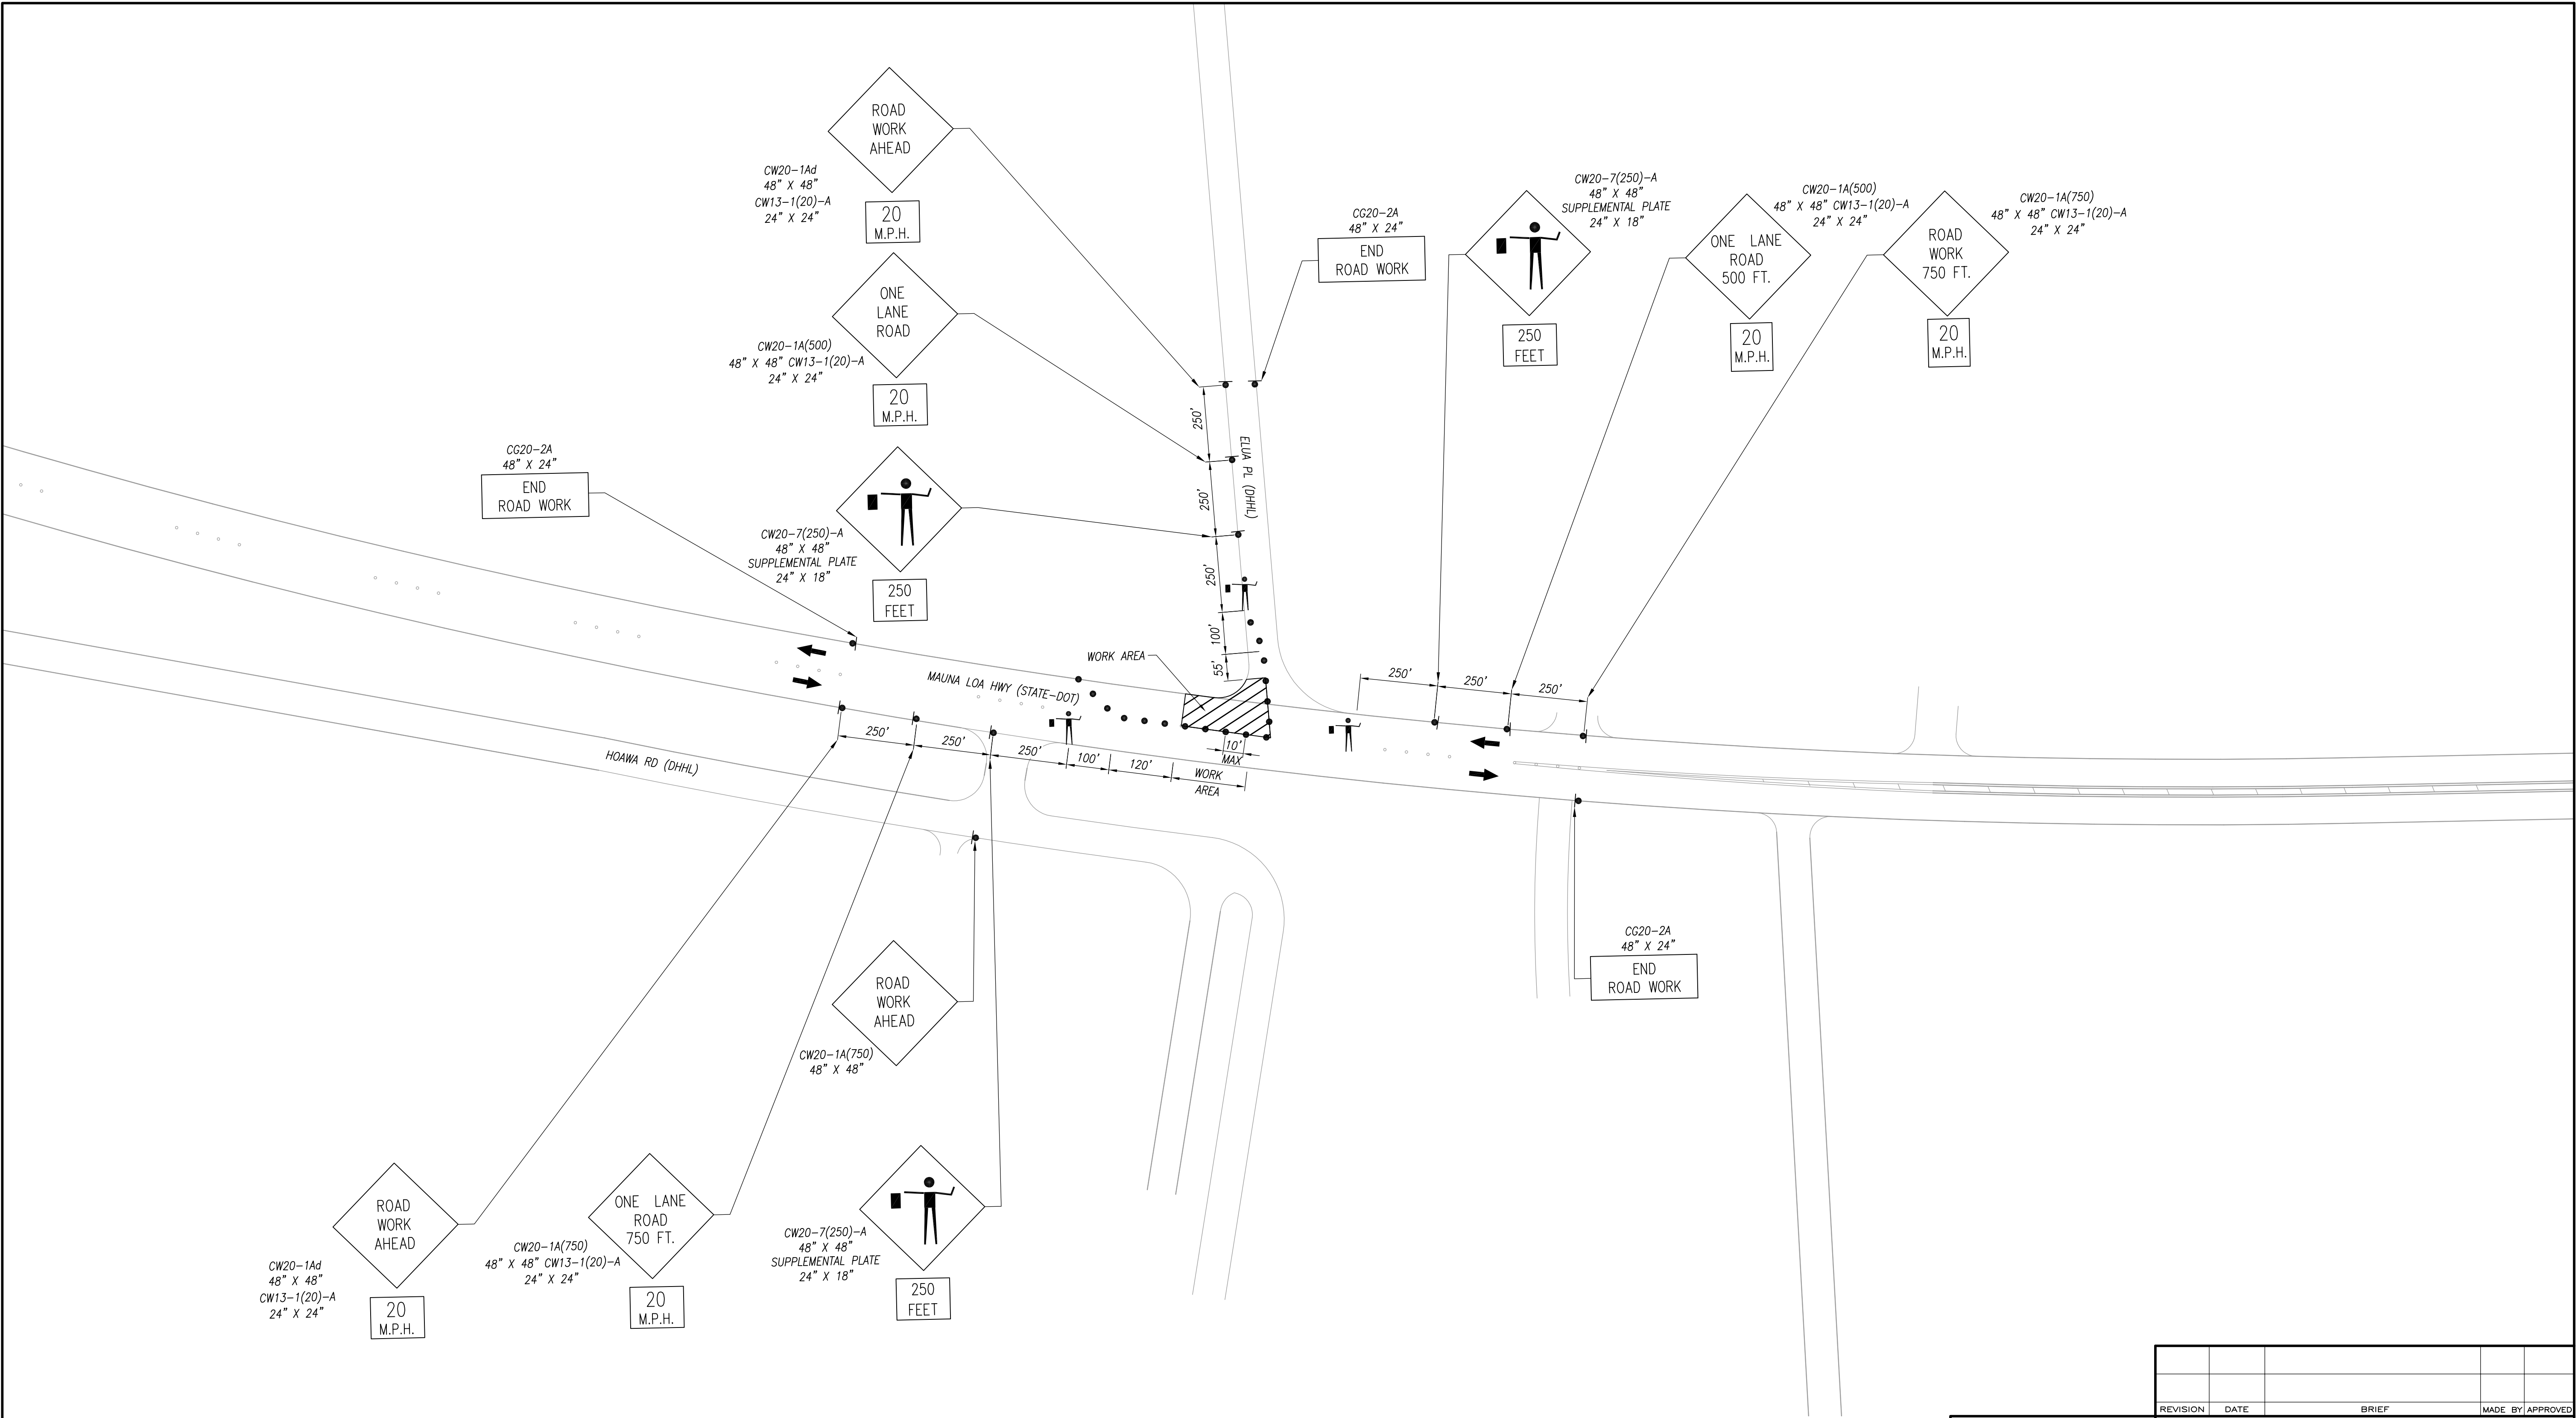 ROAD
WORK
AHEAD
CW20-1Ad
48" X 48"
CW13-1(20)-A
24" X 24"
20
M.P.H.
ONE
LANE
ROAD
CW20-1A(500)
48" X 48" CW13-1(20)-A
24" X 24"
20
M.P.H.
CG20-2A
48" X 24"
END
ROAD WORK
CW20-7(250)-A
48" X 48"
SUPPLEMENTAL PLATE
24" X 18"
250
FEET
CG20-2A
48" X 24"
END
ROAD WORK
CW20-7(250)-A
48" X 48"
SUPPLEMENTAL PLATE
24" X 18"
250
FEET
CW20-1A(500)
48" X 48" CW13-1(20)-A
24" X 24"
ONE LANE
ROAD
500 FT.
20
M.P.H.
CW20-1A(750)
48" X 48" CW13-1(20)-A
24" X 24"
ROAD
WORK
750 FT.
20
M.P.H.
250'
250'
250'
100'
55'
ELUA PL (DHHL)
WORK AREA
MAUNA LOA HWY (STATE-DOT)
HOAWA RD (DHHL)
250'
250'
250'
250'
250'
250'
100'
120'
WORK
AREA
10'
MAX
ROAD
WORK
AHEAD
CW20-1A(750)
48" X 48"
CG20-2A
48" X 24"
END
ROAD WORK
ROAD
WORK
AHEAD
CW20-1Ad
48" X 48"
CW13-1(20)-A
24" X 24"
20
M.P.H.
ONE LANE
ROAD
750 FT.
CW20-1A(750)
48" X 48" CW13-1(20)-A
24" X 24"
20
M.P.H.
CW20-7(250)-A
48" X 48"
SUPPLEMENTAL PLATE
24" X 18"
250
FEET
REVISION DATE BRIEF MADE BY APPROVED